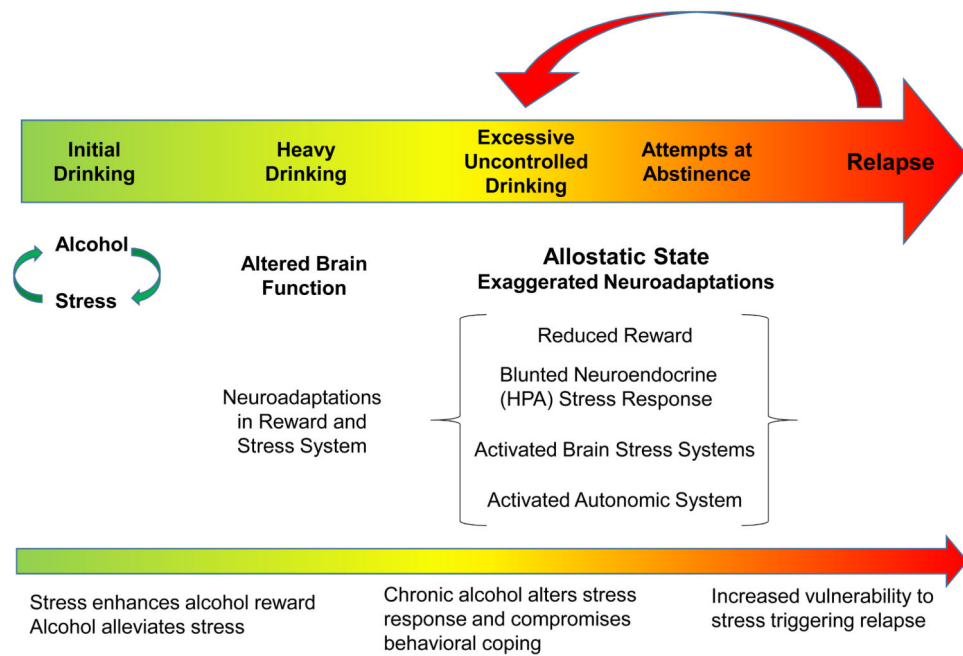 Initial
Drinking
Heavy
Drinking
Excessive
Uncontrolled
Drinking
Attempts at
Abstinence
Relapse
Alcohol
Stress
Altered Brain
Function
Allostatic State
Exaggerated Neuroadaptations
Neuroadaptations
in Reward and
Stress System
Reduced Reward
Blunted Neuroendocrine
(HPA) Stress Response
Activated Brain Stress Systems
Activated Autonomic System
Stress enhances alcohol reward
Alcohol alleviates stress
Chronic alcohol alters stress
response and compromises
behavioral coping
Increased vulnerability to
stress triggering relapse